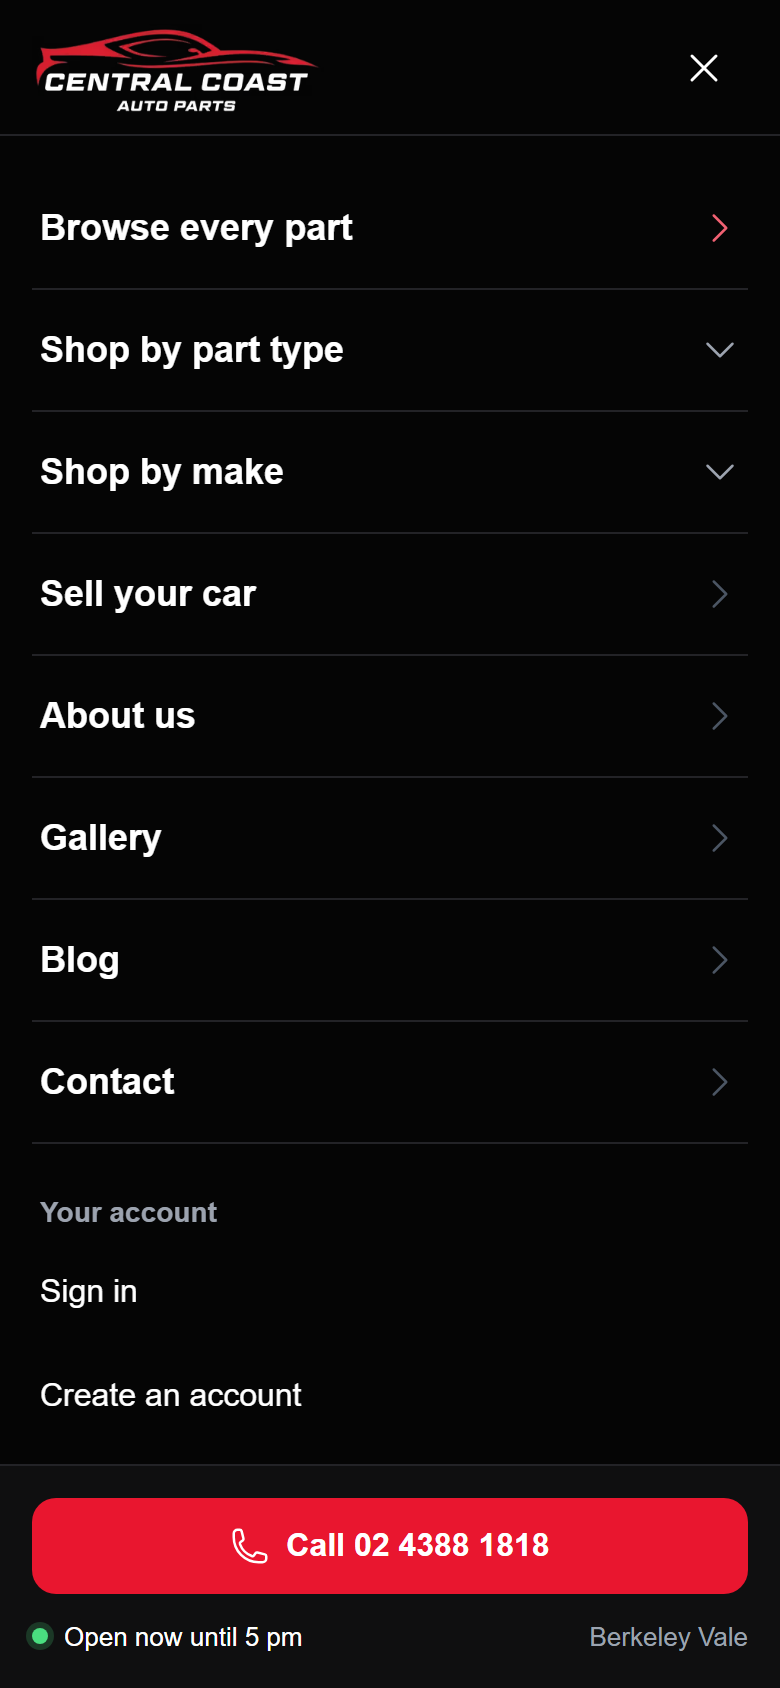 CENTRAL COAST
AUTO PARTS
Browse every part
Shop by part type
Shop by make
Sell your car
About us
Gallery
Blog
Contact
Your account
Sign in
Create an account
Call 02 4388 1818
Open now until 5 pm
Berkeley Vale